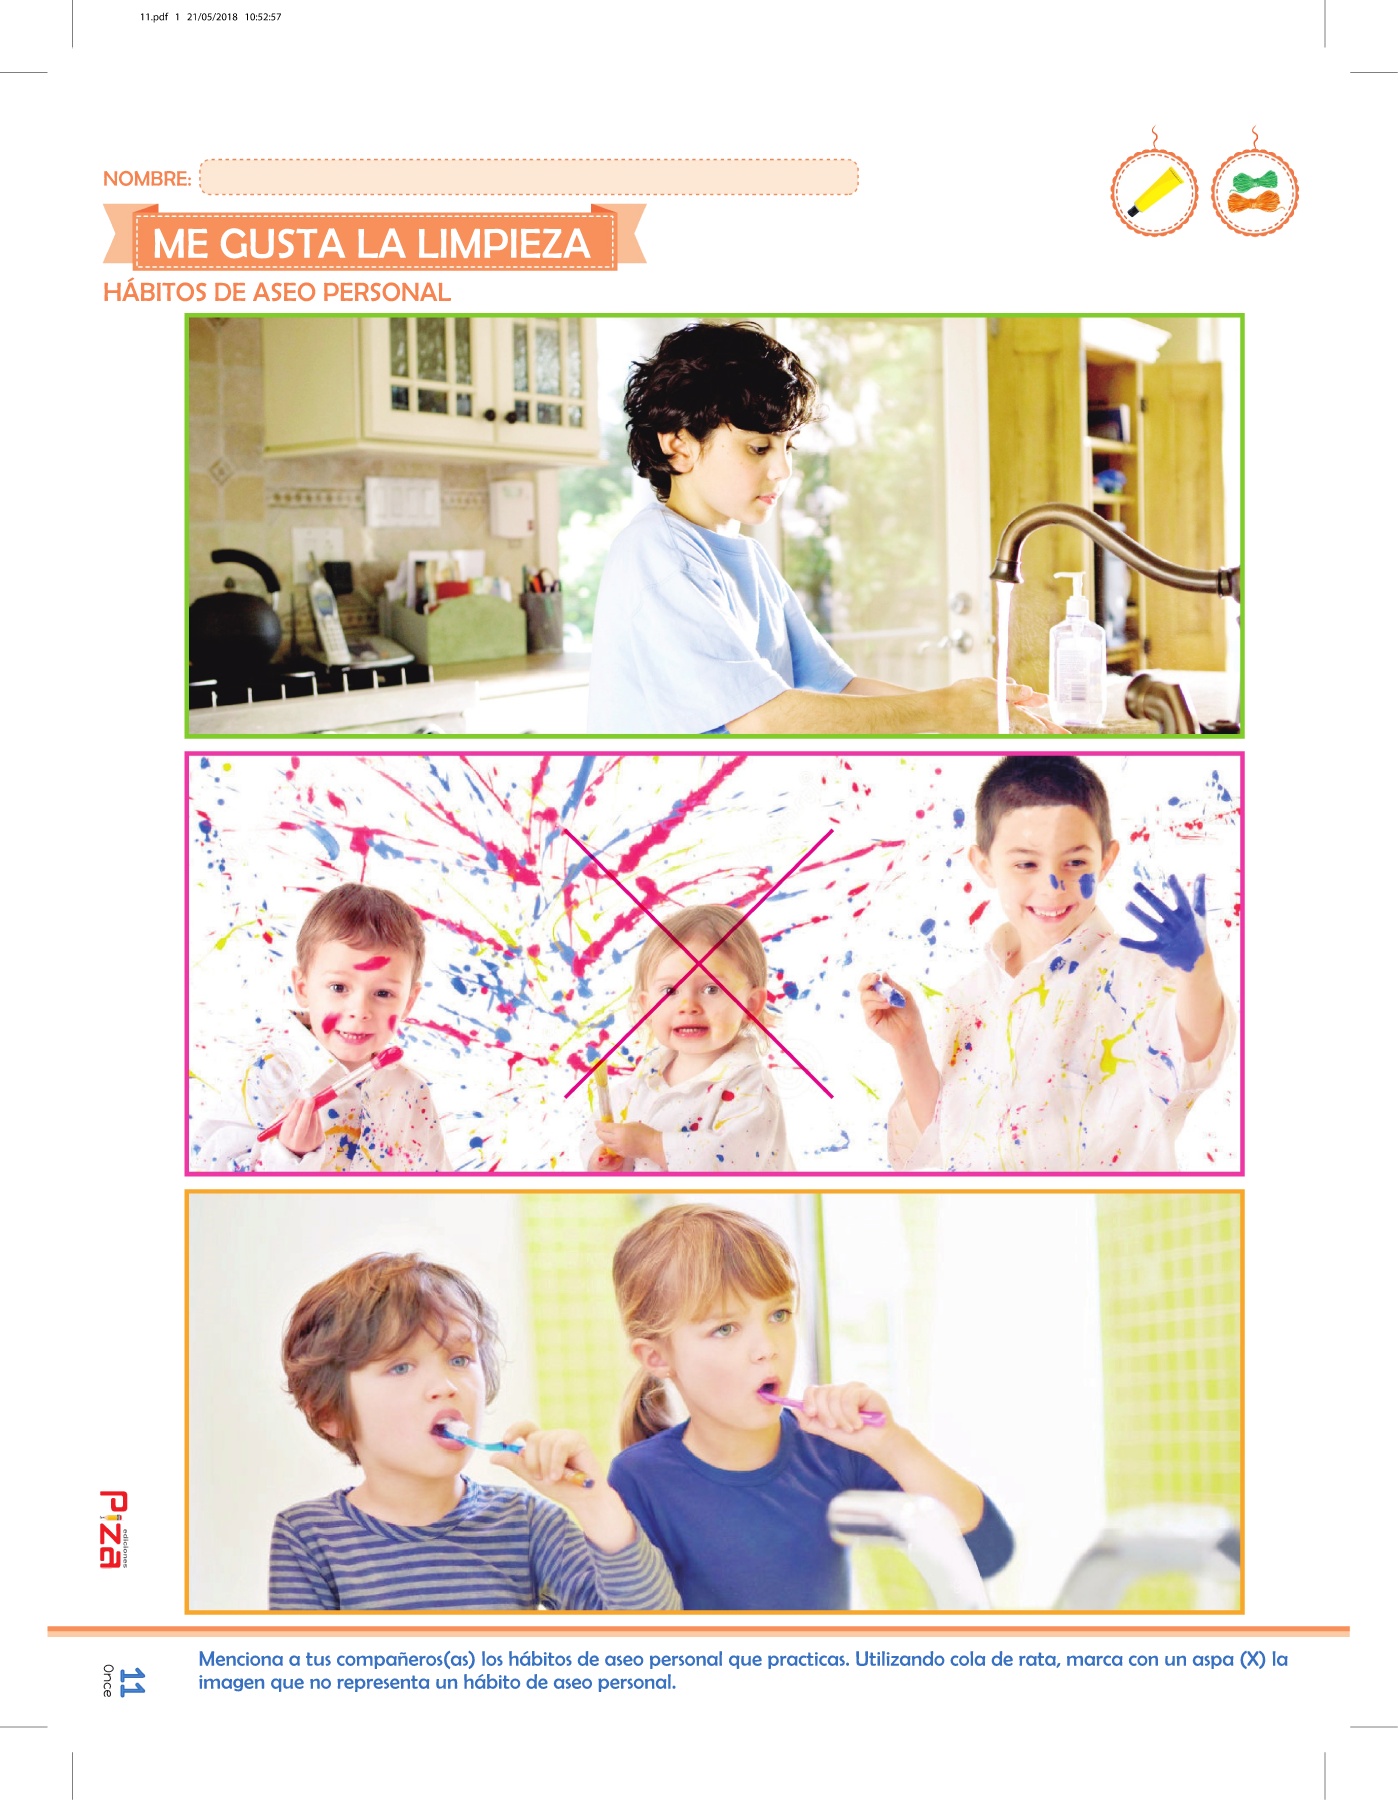 11.pdf 1 21/05/2018 10:52:57
NOMBRE:
ME GUSTA LA LIMPIEZA
HÁBITOS DE ASEO PERSONAL
Piza
ediciones
11
Once
Menciona a tus compañeros(as) los hábitos de aseo personal que practicas. Utilizando cola de rata, marca con un aspa (X) la
imagen que no representa un hábito de aseo personal.